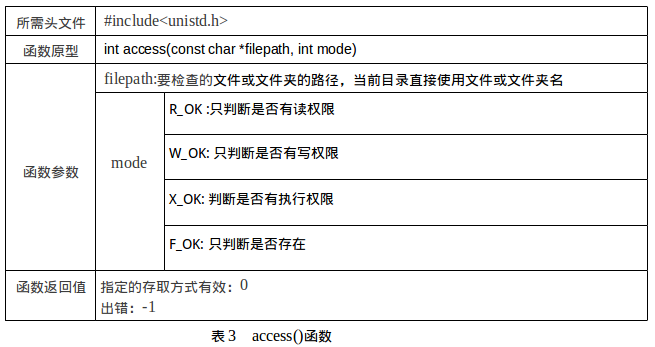 所需头文件 #include<unistd.h>
函数原型 int access(const char *filepath, int mode)
函数参数
filepath:要检查的文件或文件夹的路径，当前目录直接使用文件或文件夹名
mode
R_OK :只判断是否有读权限
W_OK: 只判断是否有写权限
X_OK: 判断是否有执行权限
F_OK: 只判断是否存在
函数返回值 指定的存取方式有效：0
出错：-1
表 3 access()函数